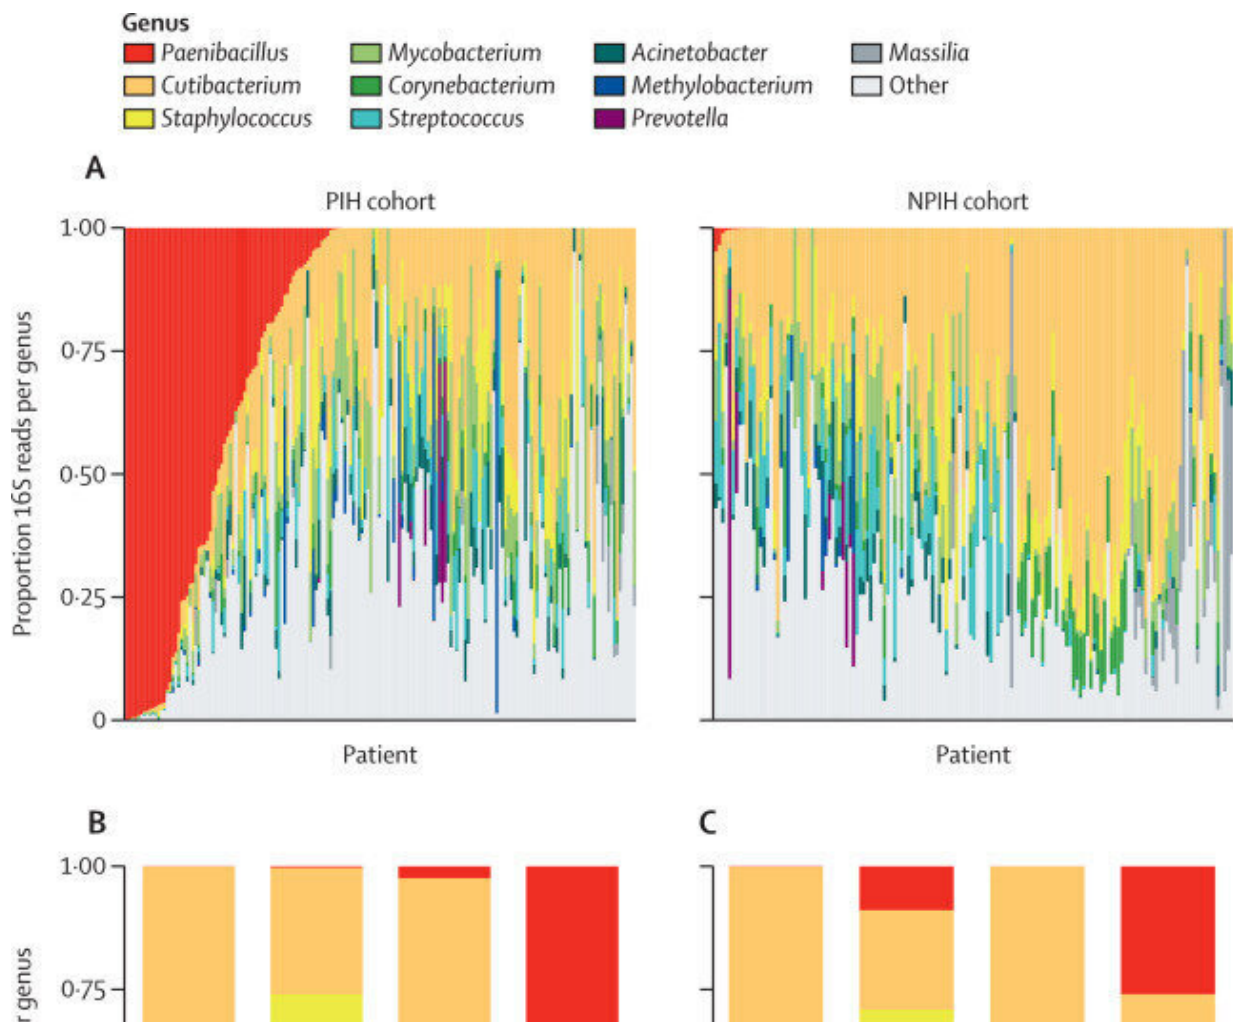 Genus
Paenibacillus Mycobacterium Acinetobacter Massilia
Cutibacterium Corynebacterium Methylobacterium Other
Staphylococcus Streptococcus Prevotella
A
PIH cohort NPIH cohort
1·00
0·75
0·50
0·25
0
Proportion 16S reads per genus
Patient Patient
B C
1·00
0·75
genus